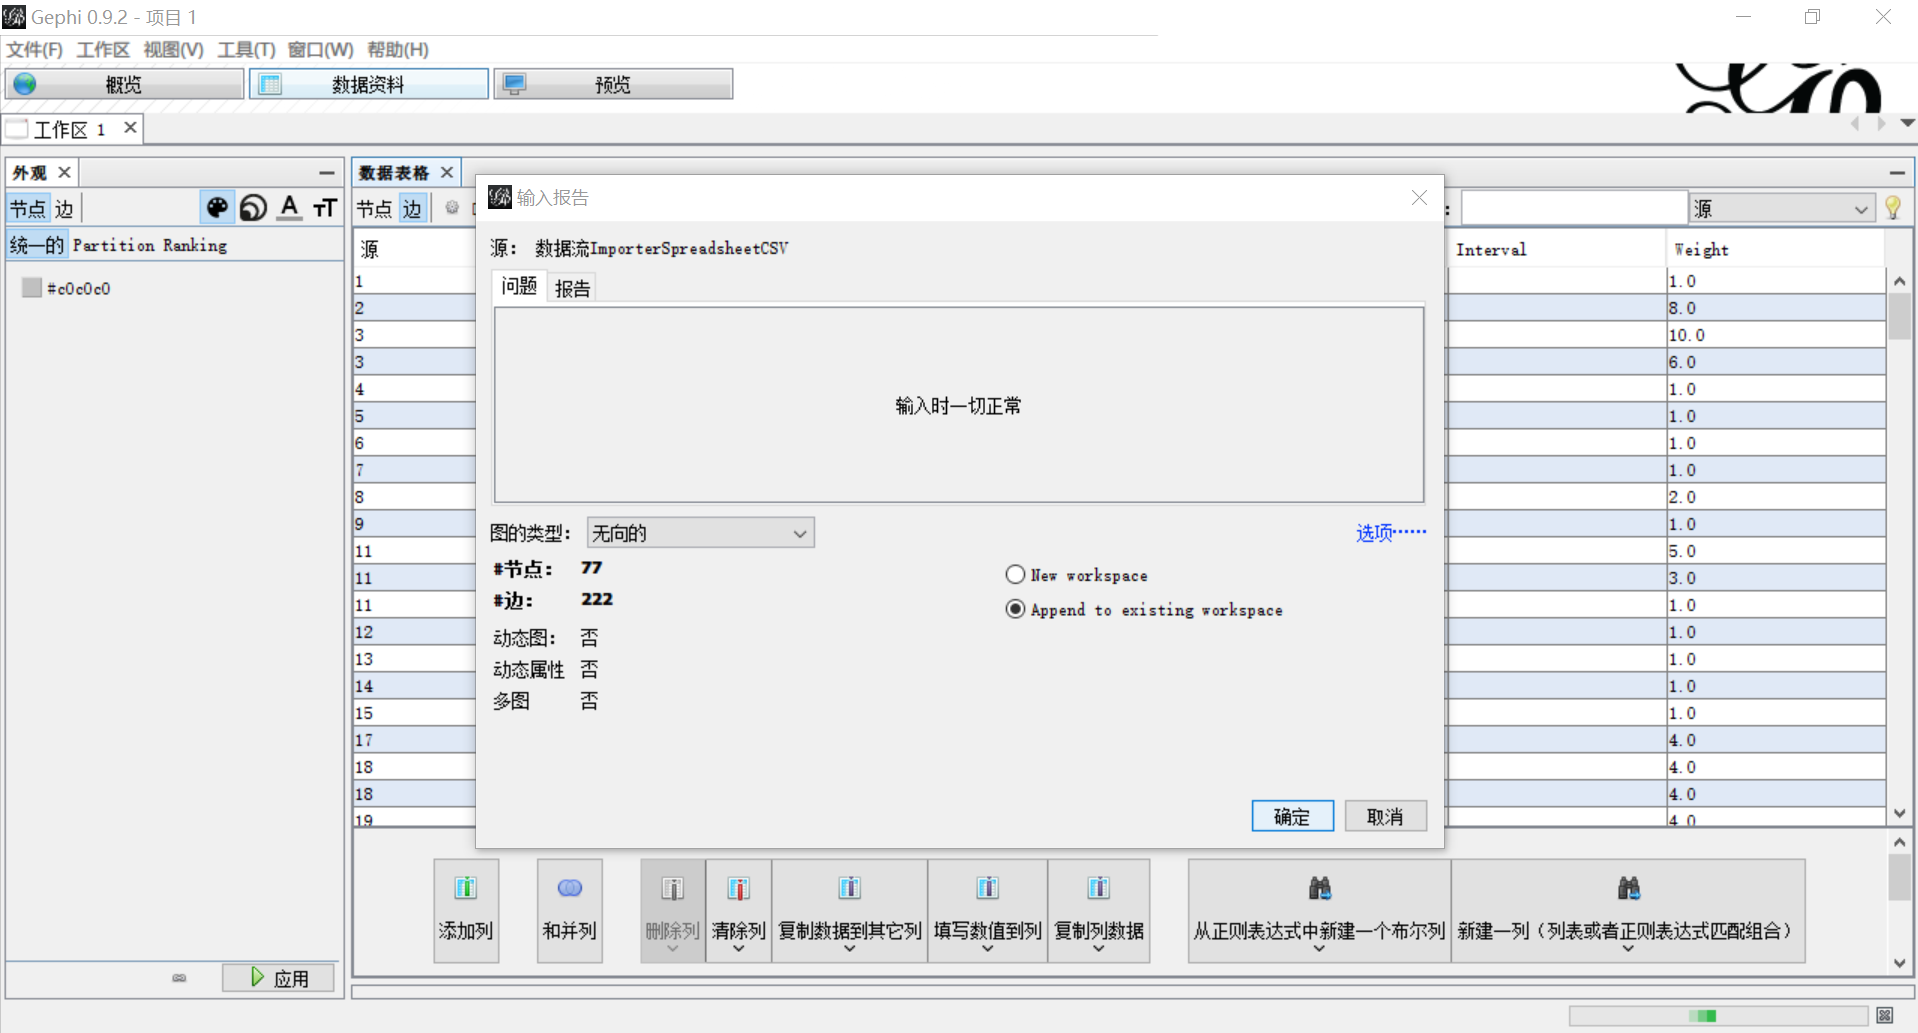 Gephi 0.9.2 - 项目 1
文件(F) 工作区 视图(V) 工具(T) 窗口(W) 帮助(H)
概览 数据资料 预览
工作区 1
外观
节点 边
统一的 Partition Ranking
#c0c0c0
应用
数据表格
节点 边
源
源 Interval Weight
1 1.0
2 8.0
3 10.0
3 6.0
4 1.0
5 1.0
6 1.0
7 1.0
8 2.0
9 1.0
11 5.0
11 3.0
11 1.0
12 1.0
13 1.0
14 1.0
15 1.0
17 4.0
18 4.0
18 4.0
19 4.0
输入报告
源： 数据流ImporterSpreadsheetCSV
问题 报告
输入时一切正常
图的类型： 无向的 选项……
#节点： 77
#边： 222
动态图： 否
动态属性 否
多图 否
New workspace
Append to existing workspace
确定 取消
添加列 和并列 删除列 清除列 复制数据到其它列 填写数值到列 复制列数据 从正则表达式中新建一个布尔列 新建一列（列表或者正则表达式匹配组合）